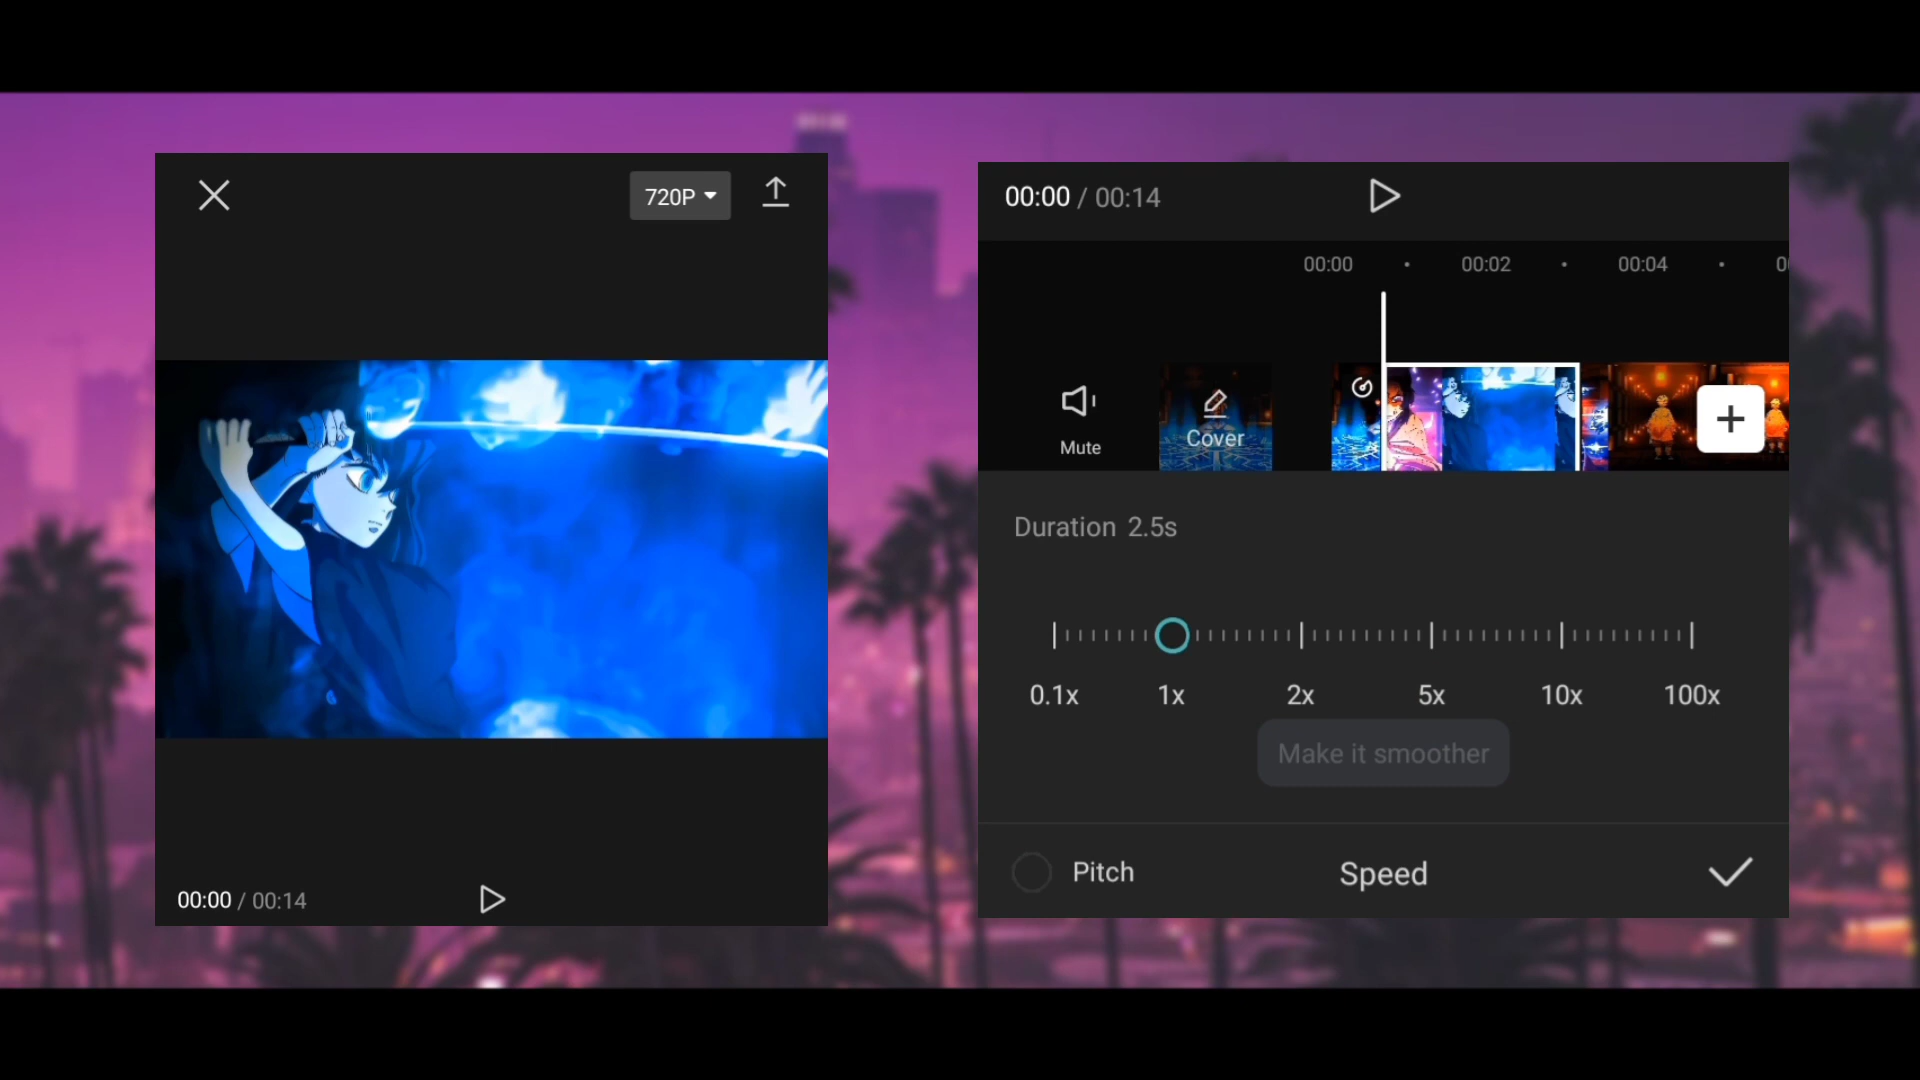 720P
00:00 / 00:14
00:00 / 00:14
00:00 00:02 00:04
Mute
Cover
Duration 2.5s
0.1x 1x 2x 5x 10x 100x
Make it smoother
Pitch
Speed